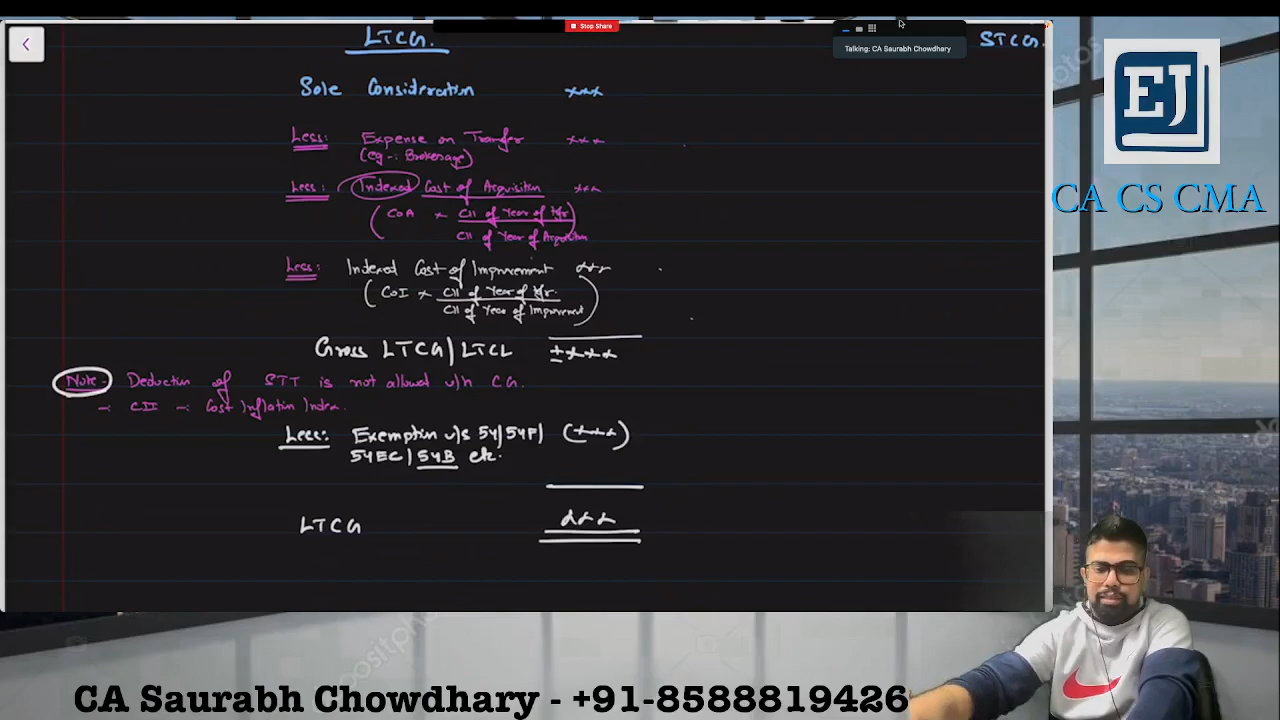 Stop Share
LTCG.
Talking: CA Saurabh Chowdhary
STCG.
EJ
Sale Consideration xxx
Less: Expense on Transfer xxx
(eg-: Brokerage)
Less: Indexed Cost of Acquisition xxx
(CoA x CII of Year of tfr
CII of Year of Acquisition)
CA CS CMA
Less: Indexed Cost of Improvement xxx
(CoI x CII of Year of tfr.
CII of Year of Improvement)
Gross LTCG/LTCL ±xxxx
Note:- Deduction of STT is not allowed u/h CG.
-: CII -: Cost Inflation Index.
Less: Exemption u/s 54/54F/ (xxx)
54EC/54B etc.
LTCG xxx
CA Saurabh Chowdhary - +91-8588819426